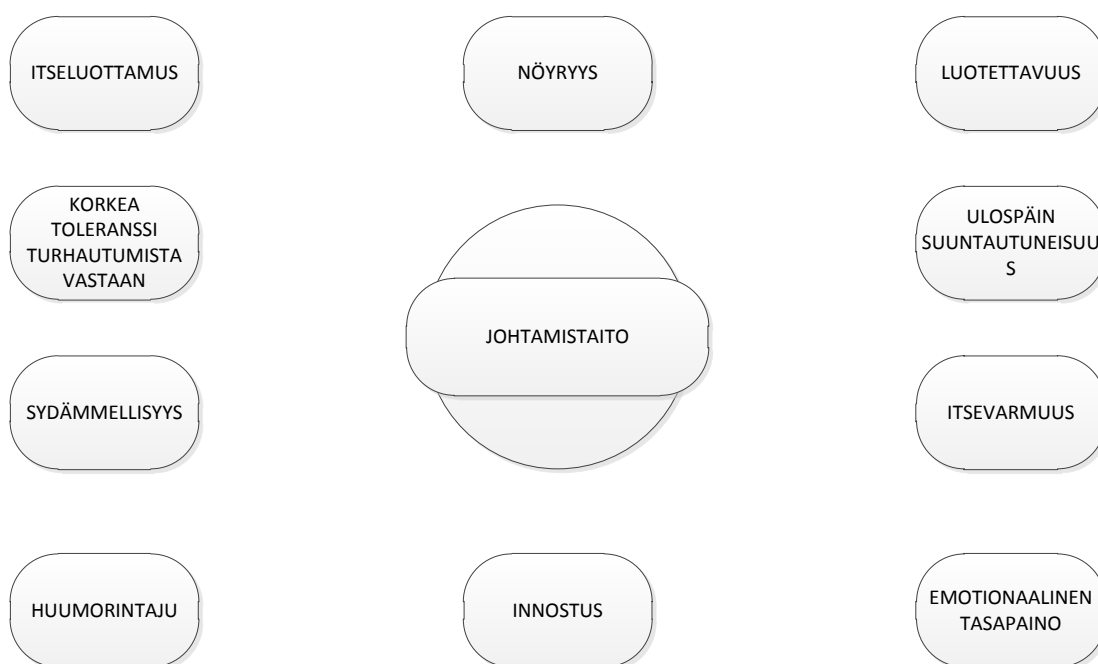 ITSELUOTTAMUS
NÖYRYYS
LUOTETTAVUUS
KORKEA
TOLERANSSI
TURHAUTUMISTA
VASTAAN
ULOSPÄIN
SUUNTAUTUNEISUU
S
JOHTAMISTAITO
SYDÄMMELLISYYS
ITSEVARMUUS
HUUMORINTAJU
INNOSTUS
EMOTIONAALINEN
TASAPAINO